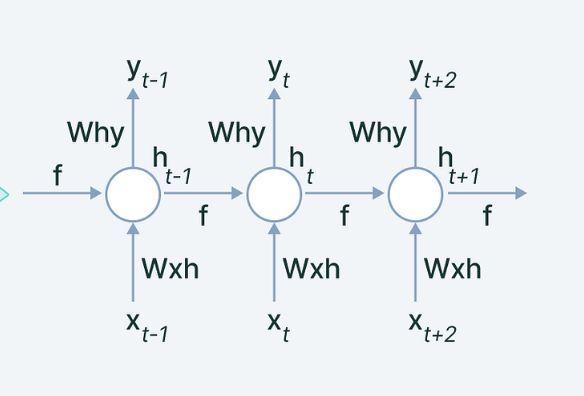 y t-1 y t y t+2
Why Why Why
f h t-1 h t h t+1
f f f
Wxh Wxh Wxh
x t-1 x t x t+2